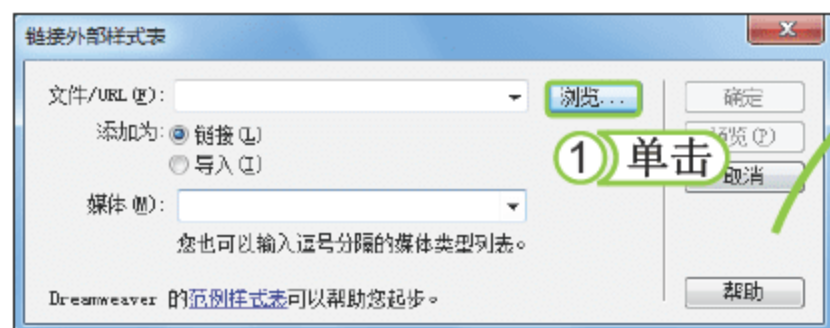 链接外部样式表
文件/URL(F):
浏览...
确定
添加为:
链接(L)
预览(P)
导入(I)
① 单击
取消
媒体(M):
您也可以输入逗号分隔的媒体类型列表。
Dreamweaver 的范例样式表可以帮助您起步。
帮助